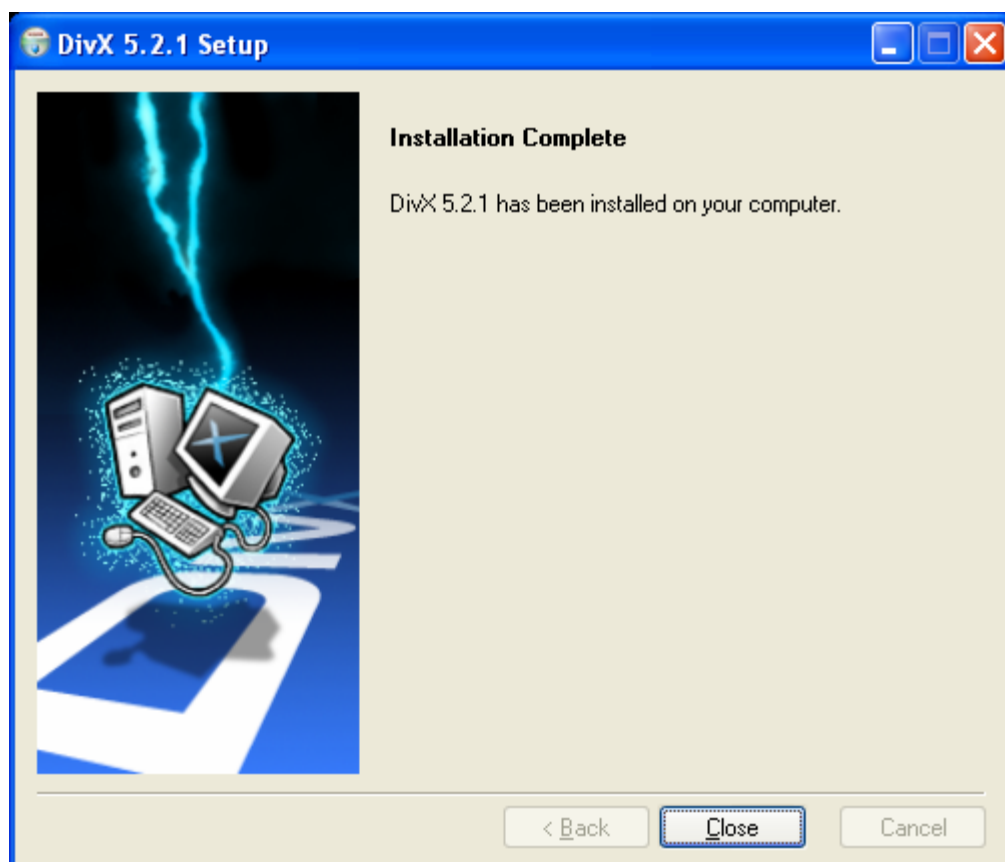 DivX 5.2.1 Setup
Installation Complete
DivX 5.2.1 has been installed on your computer.
DivX
< Back
Close
Cancel